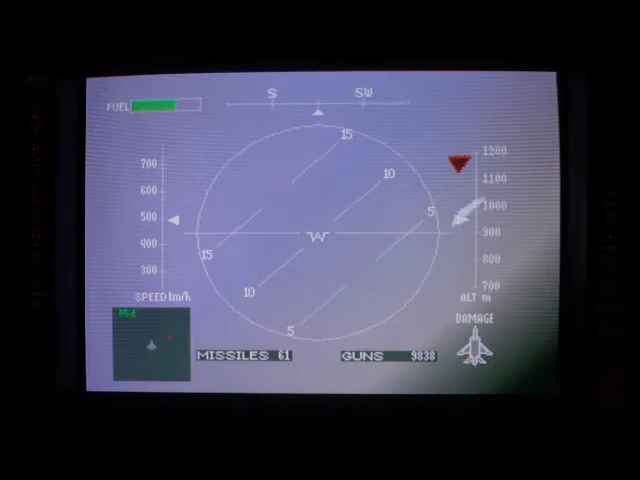 S SW
FUEL
15
1200
700
1100
10
600
1000
5
500
900
400
15
800
300
10
700
SPEED km/h
ALT m
Mid
DAMAGE
5
MISSILES 61
GUNS 9838